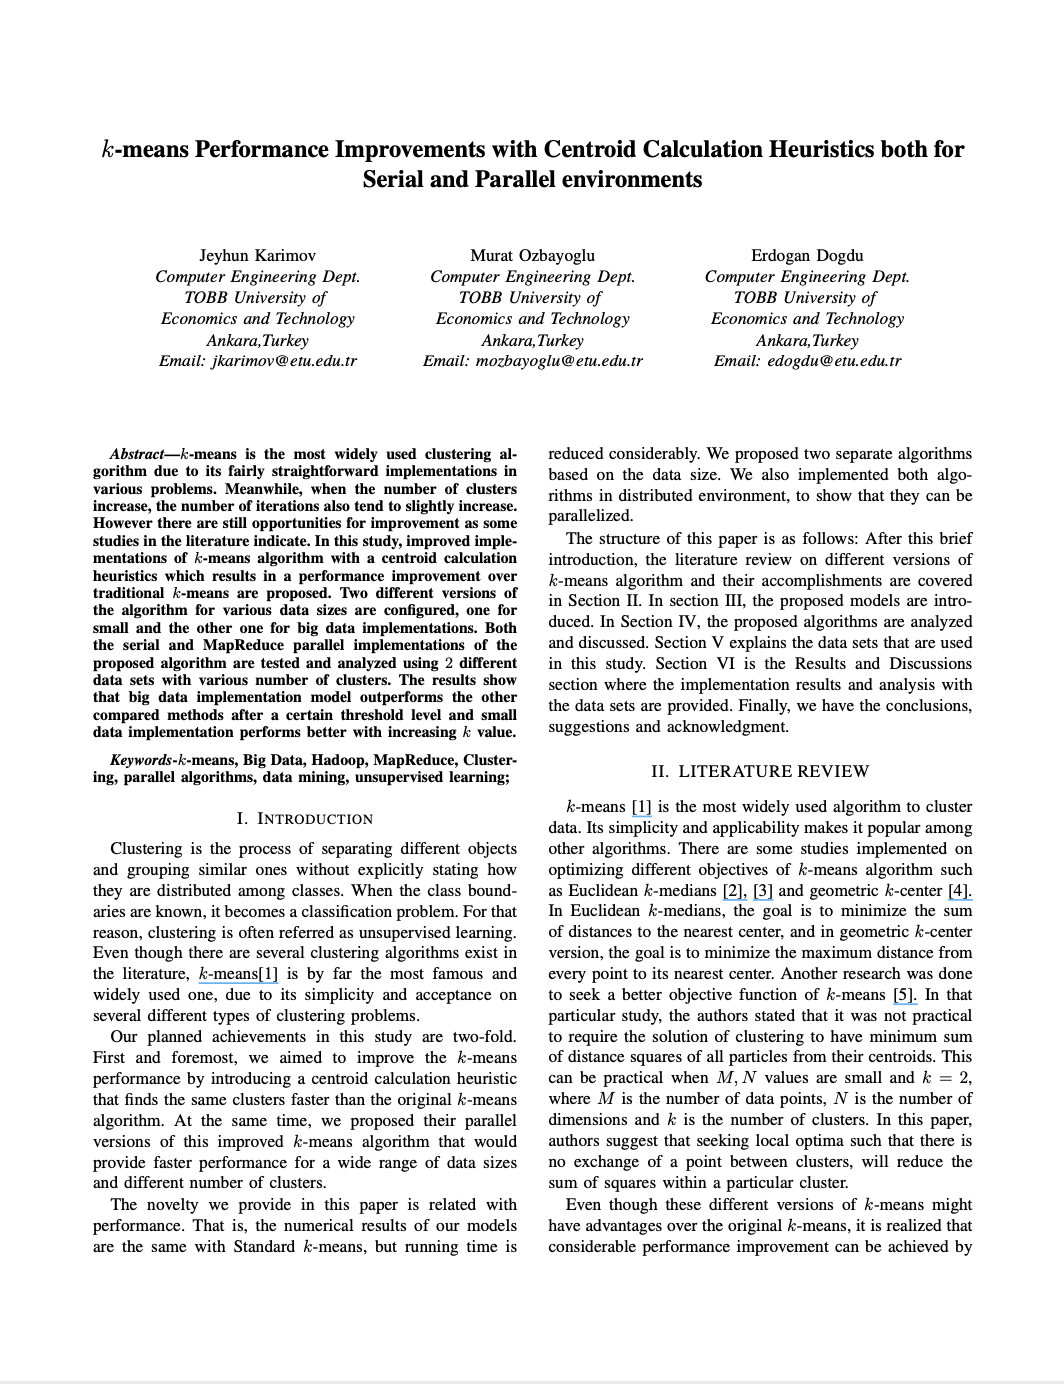 k-means Performance Improvements with Centroid Calculation Heuristics both for
Serial and Parallel environments
Jeyhun Karimov
Computer Engineering Dept.
TOBB University of
Economics and Technology
Ankara,Turkey
Email: jkarimov@etu.edu.tr
Murat Ozbayoglu
Computer Engineering Dept.
TOBB University of
Economics and Technology
Ankara,Turkey
Email: mozbayoglu@etu.edu.tr
Erdogan Dogdu
Computer Engineering Dept.
TOBB University of
Economics and Technology
Ankara,Turkey
Email: edogdu@etu.edu.tr
Abstract—k-means is the most widely used clustering al-
gorithm due to its fairly straightforward implementations in
various problems. Meanwhile, when the number of clusters
increase, the number of iterations also tend to slightly increase.
However there are still opportunities for improvement as some
studies in the literature indicate. In this study, improved imple-
mentations of k-means algorithm with a centroid calculation
heuristics which results in a performance improvement over
traditional k-means are proposed. Two different versions of
the algorithm for various data sizes are configured, one for
small and the other one for big data implementations. Both
the serial and MapReduce parallel implementations of the
proposed algorithm are tested and analyzed using 2 different
data sets with various number of clusters. The results show
that big data implementation model outperforms the other
compared methods after a certain threshold level and small
data implementation performs better with increasing k value.
Keywords-k-means, Big Data, Hadoop, MapReduce, Cluster-
ing, parallel algorithms, data mining, unsupervised learning;
I. INTRODUCTION
Clustering is the process of separating different objects
and grouping similar ones without explicitly stating how
they are distributed among classes. When the class bound-
aries are known, it becomes a classification problem. For that
reason, clustering is often referred as unsupervised learning.
Even though there are several clustering algorithms exist in
the literature, k-means[1] is by far the most famous and
widely used one, due to its simplicity and acceptance on
several different types of clustering problems.
Our planned achievements in this study are two-fold.
First and foremost, we aimed to improve the k-means
performance by introducing a centroid calculation heuristic
that finds the same clusters faster than the original k-means
algorithm. At the same time, we proposed their parallel
versions of this improved k-means algorithm that would
provide faster performance for a wide range of data sizes
and different number of clusters.
The novelty we provide in this paper is related with
performance. That is, the numerical results of our models
are the same with Standard k-means, but running time is
reduced considerably. We proposed two separate algorithms
based on the data size. We also implemented both algo-
rithms in distributed environment, to show that they can be
parallelized.
The structure of this paper is as follows: After this brief
introduction, the literature review on different versions of
k-means algorithm and their accomplishments are covered
in Section II. In section III, the proposed models are intro-
duced. In Section IV, the proposed algorithms are analyzed
and discussed. Section V explains the data sets that are used
in this study. Section VI is the Results and Discussions
section where the implementation results and analysis with
the data sets are provided. Finally, we have the conclusions,
suggestions and acknowledgment.
II. LITERATURE REVIEW
k-means [1] is the most widely used algorithm to cluster
data. Its simplicity and applicability makes it popular among
other algorithms. There are some studies implemented on
optimizing different objectives of k-means algorithm such
as Euclidean k-medians [2], [3] and geometric k-center [4].
In Euclidean k-medians, the goal is to minimize the sum
of distances to the nearest center, and in geometric k-center
version, the goal is to minimize the maximum distance from
every point to its nearest center. Another research was done
to seek a better objective function of k-means [5]. In that
particular study, the authors stated that it was not practical
to require the solution of clustering to have minimum sum
of distance squares of all particles from their centroids. This
can be practical when M, N values are small and k = 2,
where M is the number of data points, N is the number of
dimensions and k is the number of clusters. In this paper,
authors suggest that seeking local optima such that there is
no exchange of a point between clusters, will reduce the
sum of squares within a particular cluster.
Even though these different versions of k-means might
have advantages over the original k-means, it is realized that
considerable performance improvement can be achieved by